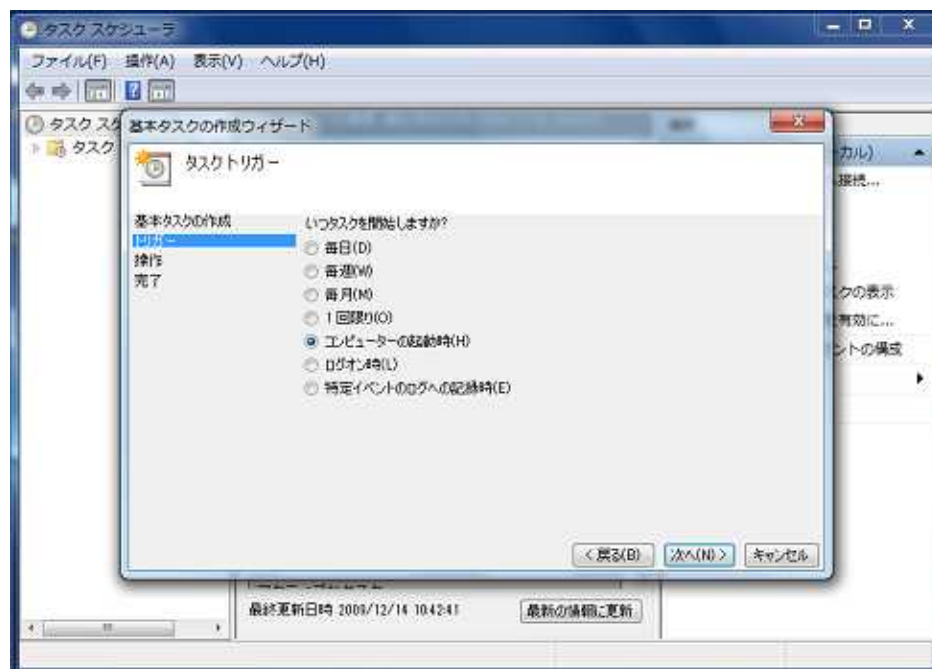 タスク スケジューラ
ファイル(F) 操作(A) 表示(V) ヘルプ(H)
タスク スケ
タスク
基本タスクの作成ウィザード
タスクトリガー
基本タスクの作成
トリガー
操作
完了
いつタスクを開始しますか?
毎日(D)
毎週(W)
毎月(M)
1 回限り(O)
コンピューターの起動時(H)
ログオン時(L)
特定イベントのログへの記録時(E)
< 戻る(B)
次へ(N) >
キャンセル
カル)
接続...
クの表示
有効に...
ントの構成
最終更新日時 2009/12/14 10:42:41
最新の情報に更新